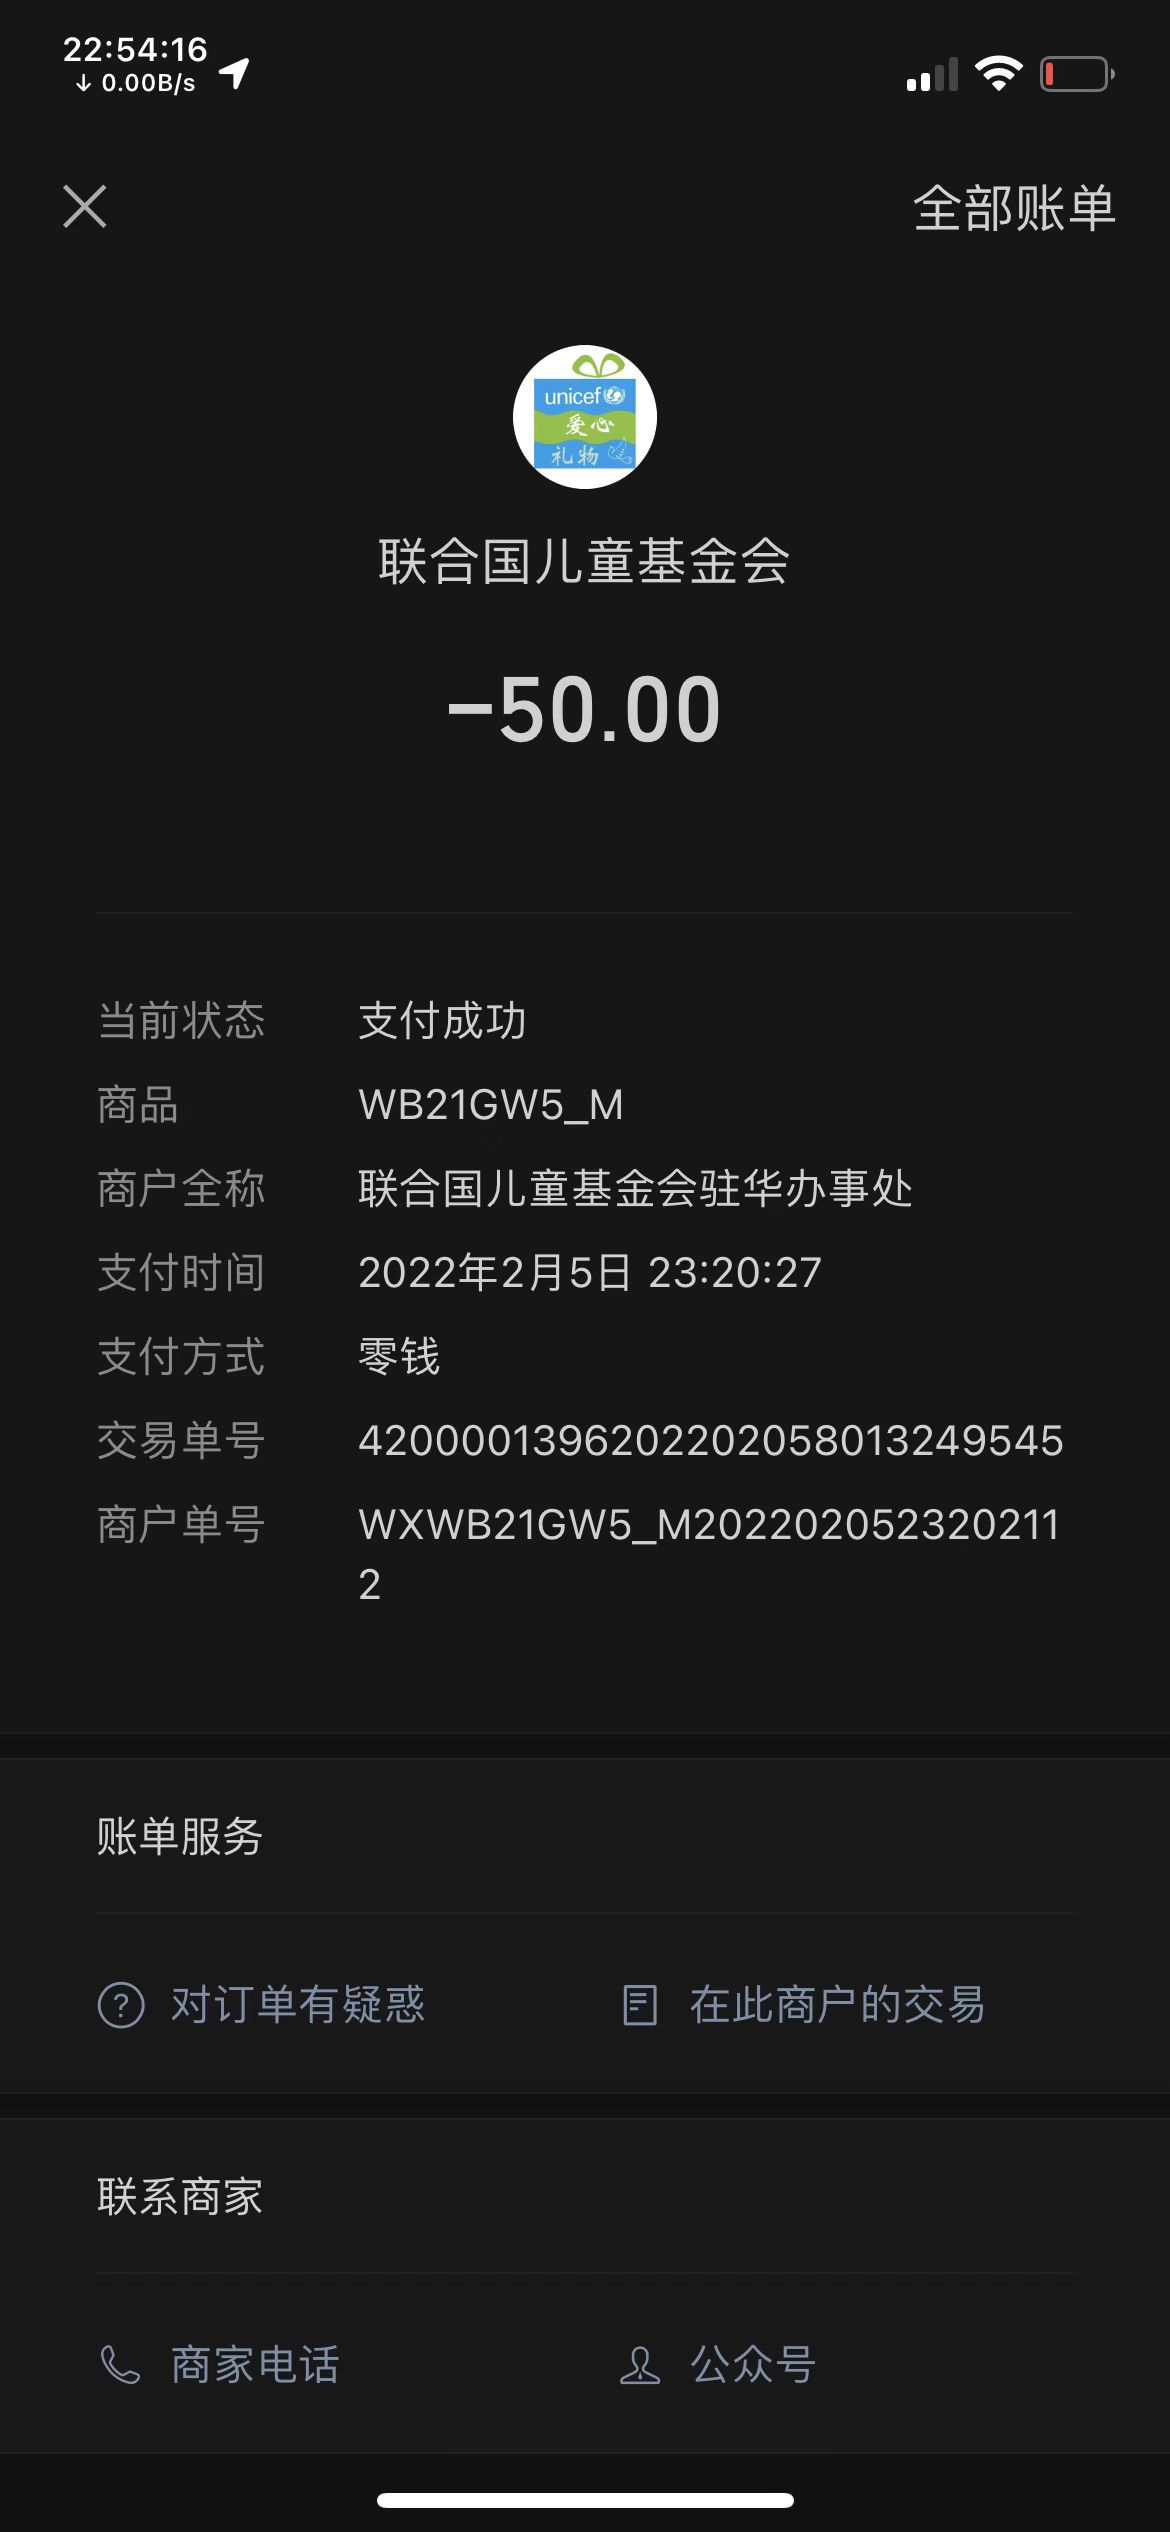 22:54:16
↓ 0.00B/s
全部账单
unicef
爱心
礼物
联合国儿童基金会
-50.00
当前状态 支付成功
商品 WB21GW5_M
商户全称 联合国儿童基金会驻华办事处
支付时间 2022年2月5日 23:20:27
支付方式 零钱
交易单号 4200001396202202058013249545
商户单号 WXWB21GW5_M202202052320211
2
账单服务
对订单有疑惑 在此商户的交易
联系商家
商家电话 公众号